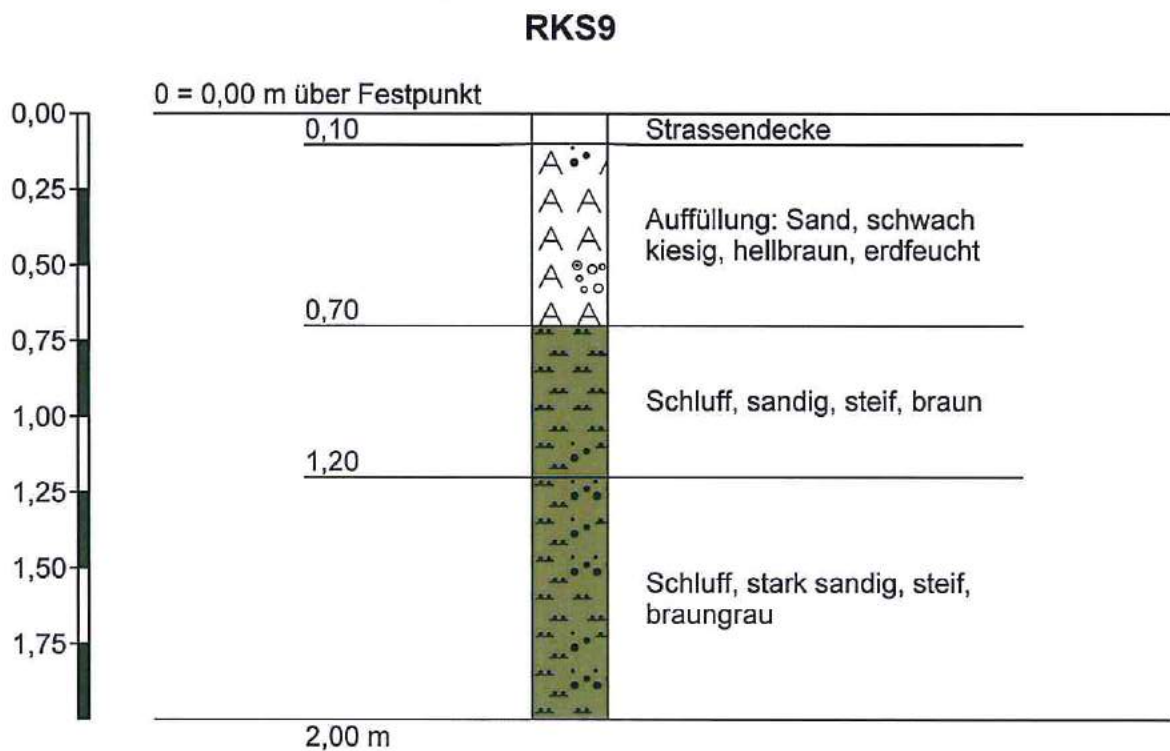 RKS9
0 = 0,00 m über Festpunkt
0,00
0,10
Strassendecke
0,25
Auffüllung: Sand, schwach
kiesig, hellbraun, erdfeucht
0,50
0,70
0,75
Schluff, sandig, steif, braun
1,00
1,20
1,25
1,50
Schluff, stark sandig, steif,
braungrau
1,75
2,00 m
A
A A
A A
A
A A